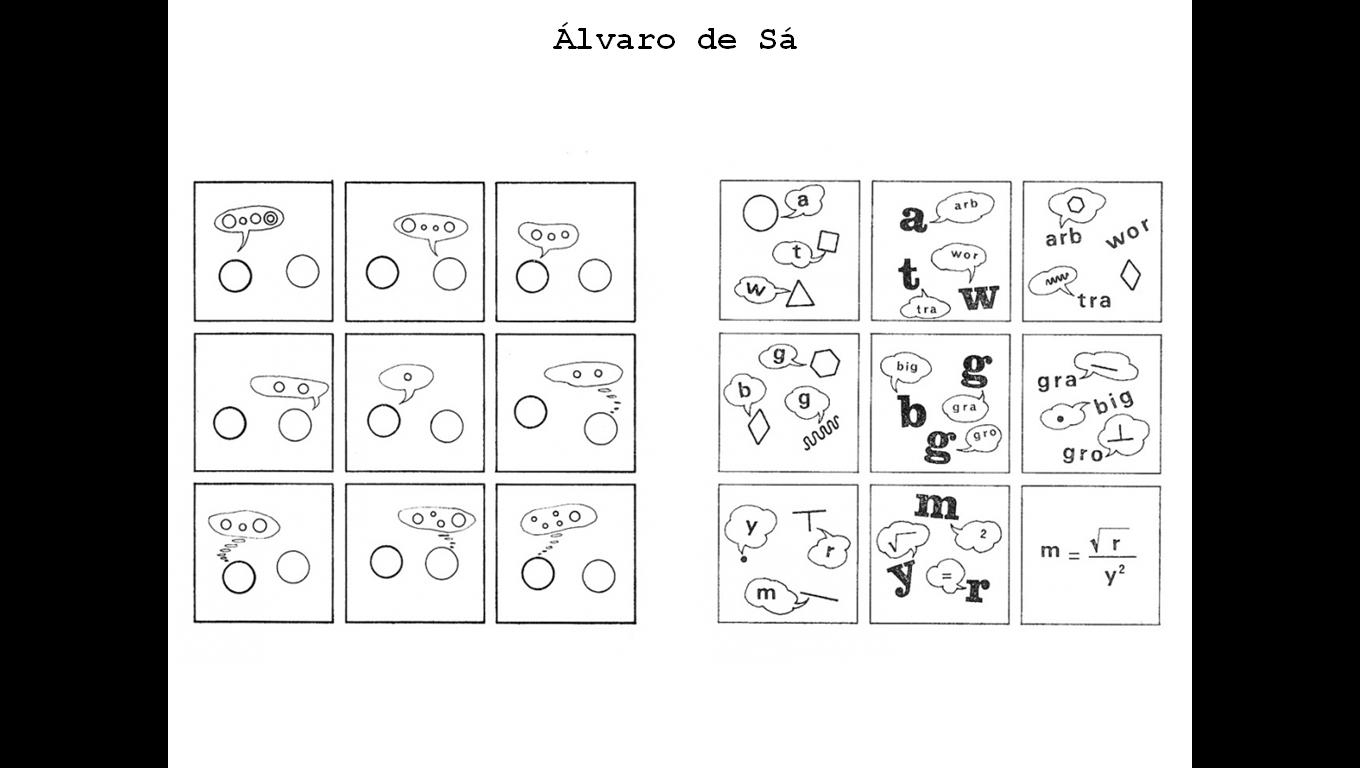 Álvaro de Sá
a
t
w
a arb
wor
t w
tra
arb wor
tra
g
b g
big g
b gra
g gro
gra
big
gro
y
r
m
m
√ 2
y = r
m = √r / y²